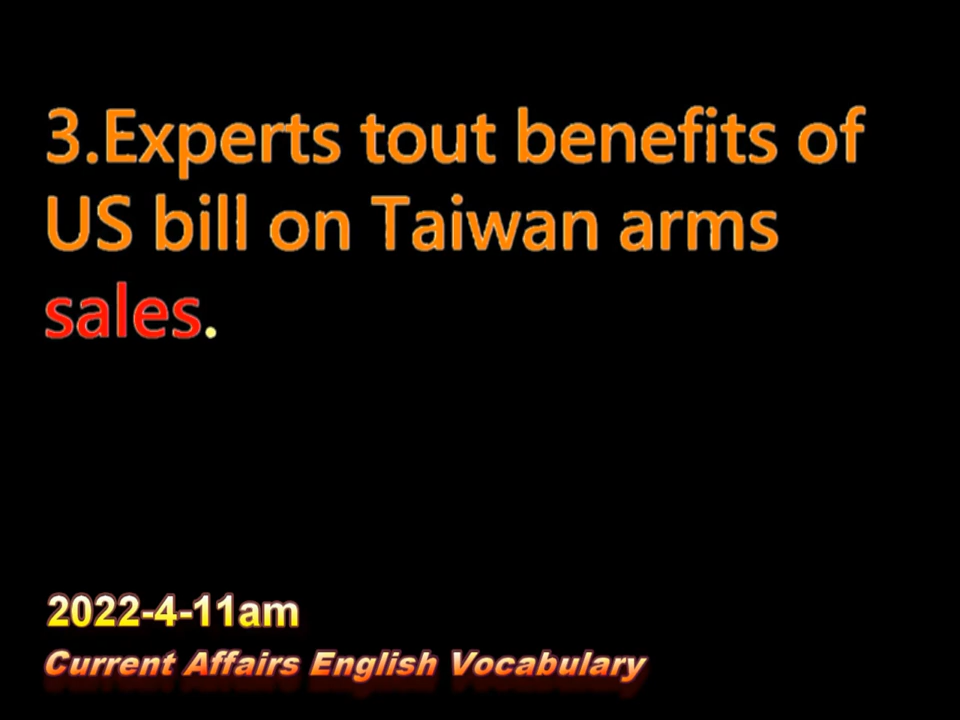 3.Experts tout benefits of
US bill on Taiwan arms
sales.
2022-4-11am
Current Affairs English Vocabulary